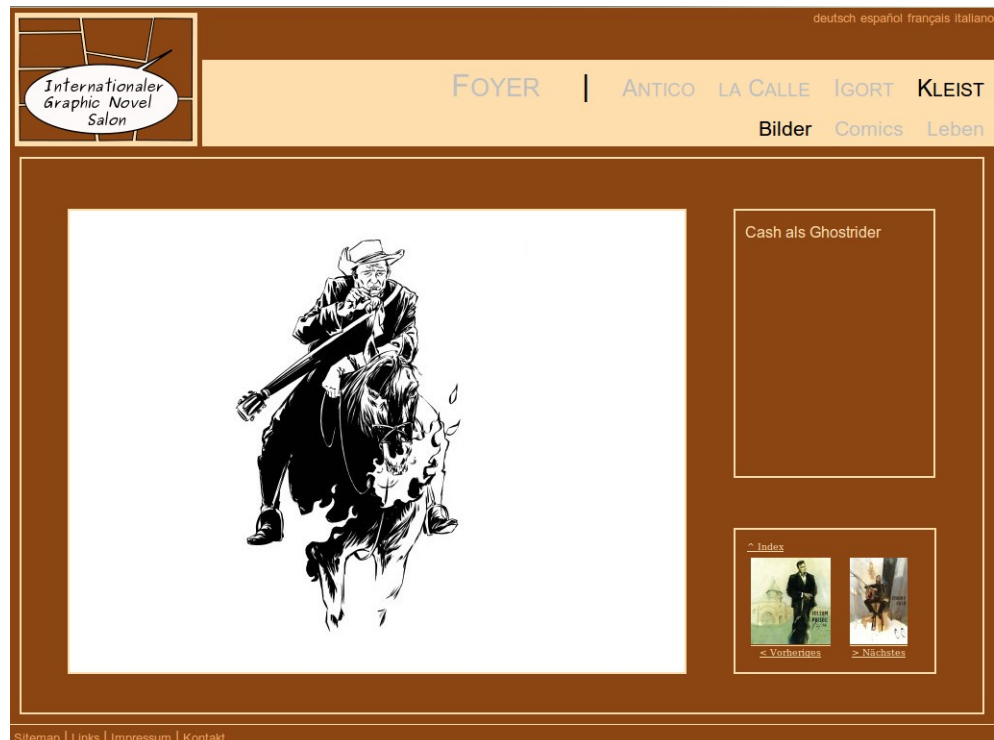 deutsch español français italiano
Internationaler
Graphic Novel
Salon
FOYER | ANTICO LA CALLE IGORT KLEIST
Bilder Comics Leben
Cash als Ghostrider
^ Index
< Vorheriges > Nächstes
Sitemap | Links | Impressum | Kontakt